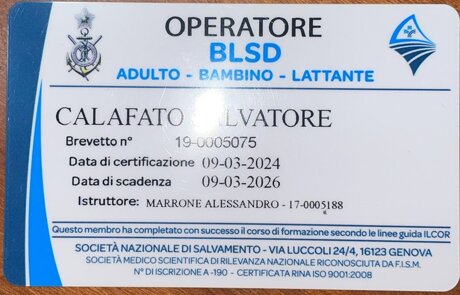 OPERATORE
BLSD
ADULTO - BAMBINO - LATTANTE
CALAFATO SALVATORE
Brevetto n° 19-0005075
Data di certificazione 09-03-2024
Data di scadenza 09-03-2026
Istruttore: MARRONE ALESSANDRO - 17-0005188
Questo membro ha completato con successo il corso di formazione secondo le linee guida ILCOR
SOCIETÀ NAZIONALE DI SALVAMENTO - VIA LUCCOLI 24/4, 16123 GENOVA
SOCIETÀ MEDICO SCIENTIFICA DI RILEVANZA NAZIONALE RICONOSCIUTA DA F.I.S.M.
N° DI ISCRIZIONE A -190 - CERTIFICATA RINA ISO 9001:2008